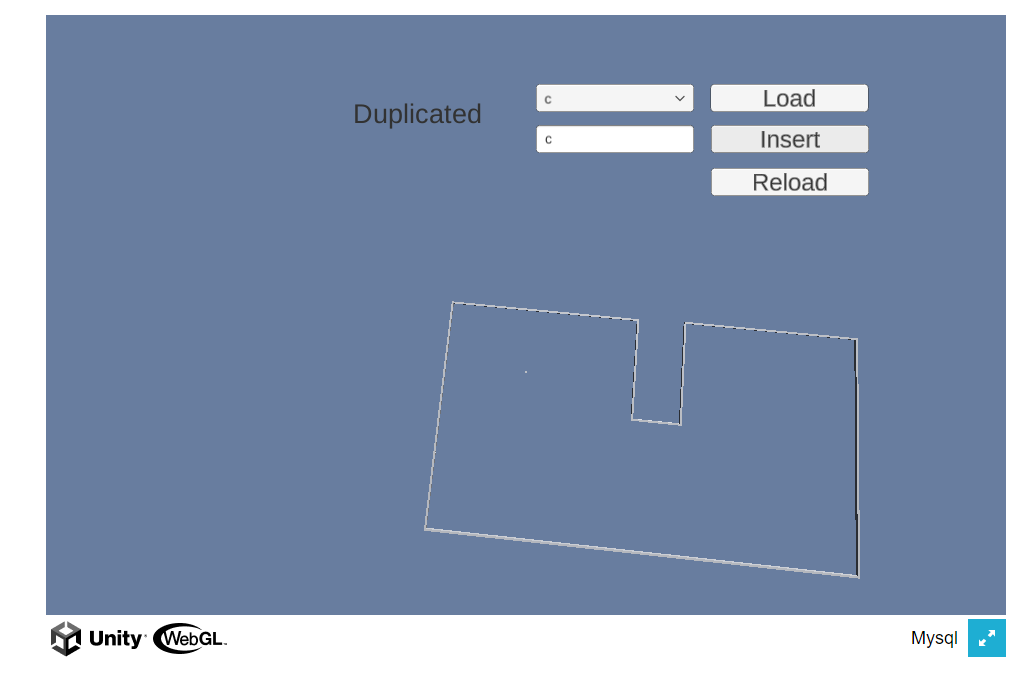 Duplicated
c
Load
c
Insert
Reload
Unity WebGL
Mysql